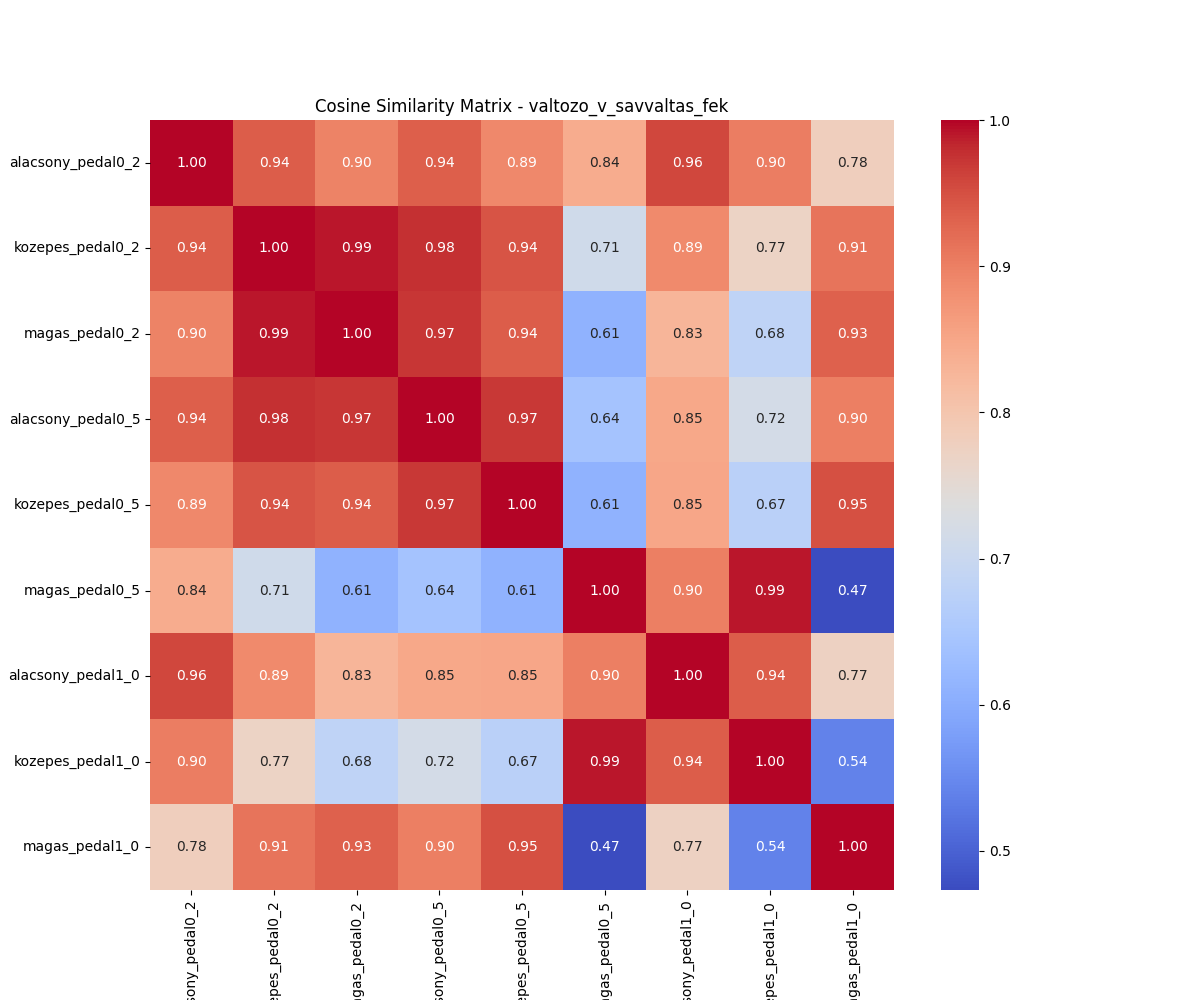 Cosine Similarity Matrix - valtozo_v_savvaltas_fek
alacsony_pedal0_2 1.00 0.94 0.90 0.94 0.89 0.84 0.96 0.90 0.78
kozepes_pedal0_2 0.94 1.00 0.99 0.98 0.94 0.71 0.89 0.77 0.91
magas_pedal0_2 0.90 0.99 1.00 0.97 0.94 0.61 0.83 0.68 0.93
alacsony_pedal0_5 0.94 0.98 0.97 1.00 0.97 0.64 0.85 0.72 0.90
kozepes_pedal0_5 0.89 0.94 0.94 0.97 1.00 0.61 0.85 0.67 0.95
magas_pedal0_5 0.84 0.71 0.61 0.64 0.61 1.00 0.90 0.99 0.47
alacsony_pedal1_0 0.96 0.89 0.83 0.85 0.85 0.90 1.00 0.94 0.77
kozepes_pedal1_0 0.90 0.77 0.68 0.72 0.67 0.99 0.94 1.00 0.54
magas_pedal1_0 0.78 0.91 0.93 0.90 0.95 0.47 0.77 0.54 1.00
sony_pedal0_2
epes_pedal0_2
agas_pedal0_2
sony_pedal0_5
epes_pedal0_5
agas_pedal0_5
sony_pedal1_0
epes_pedal1_0
agas_pedal1_0
1.0
0.9
0.8
0.7
0.6
0.5